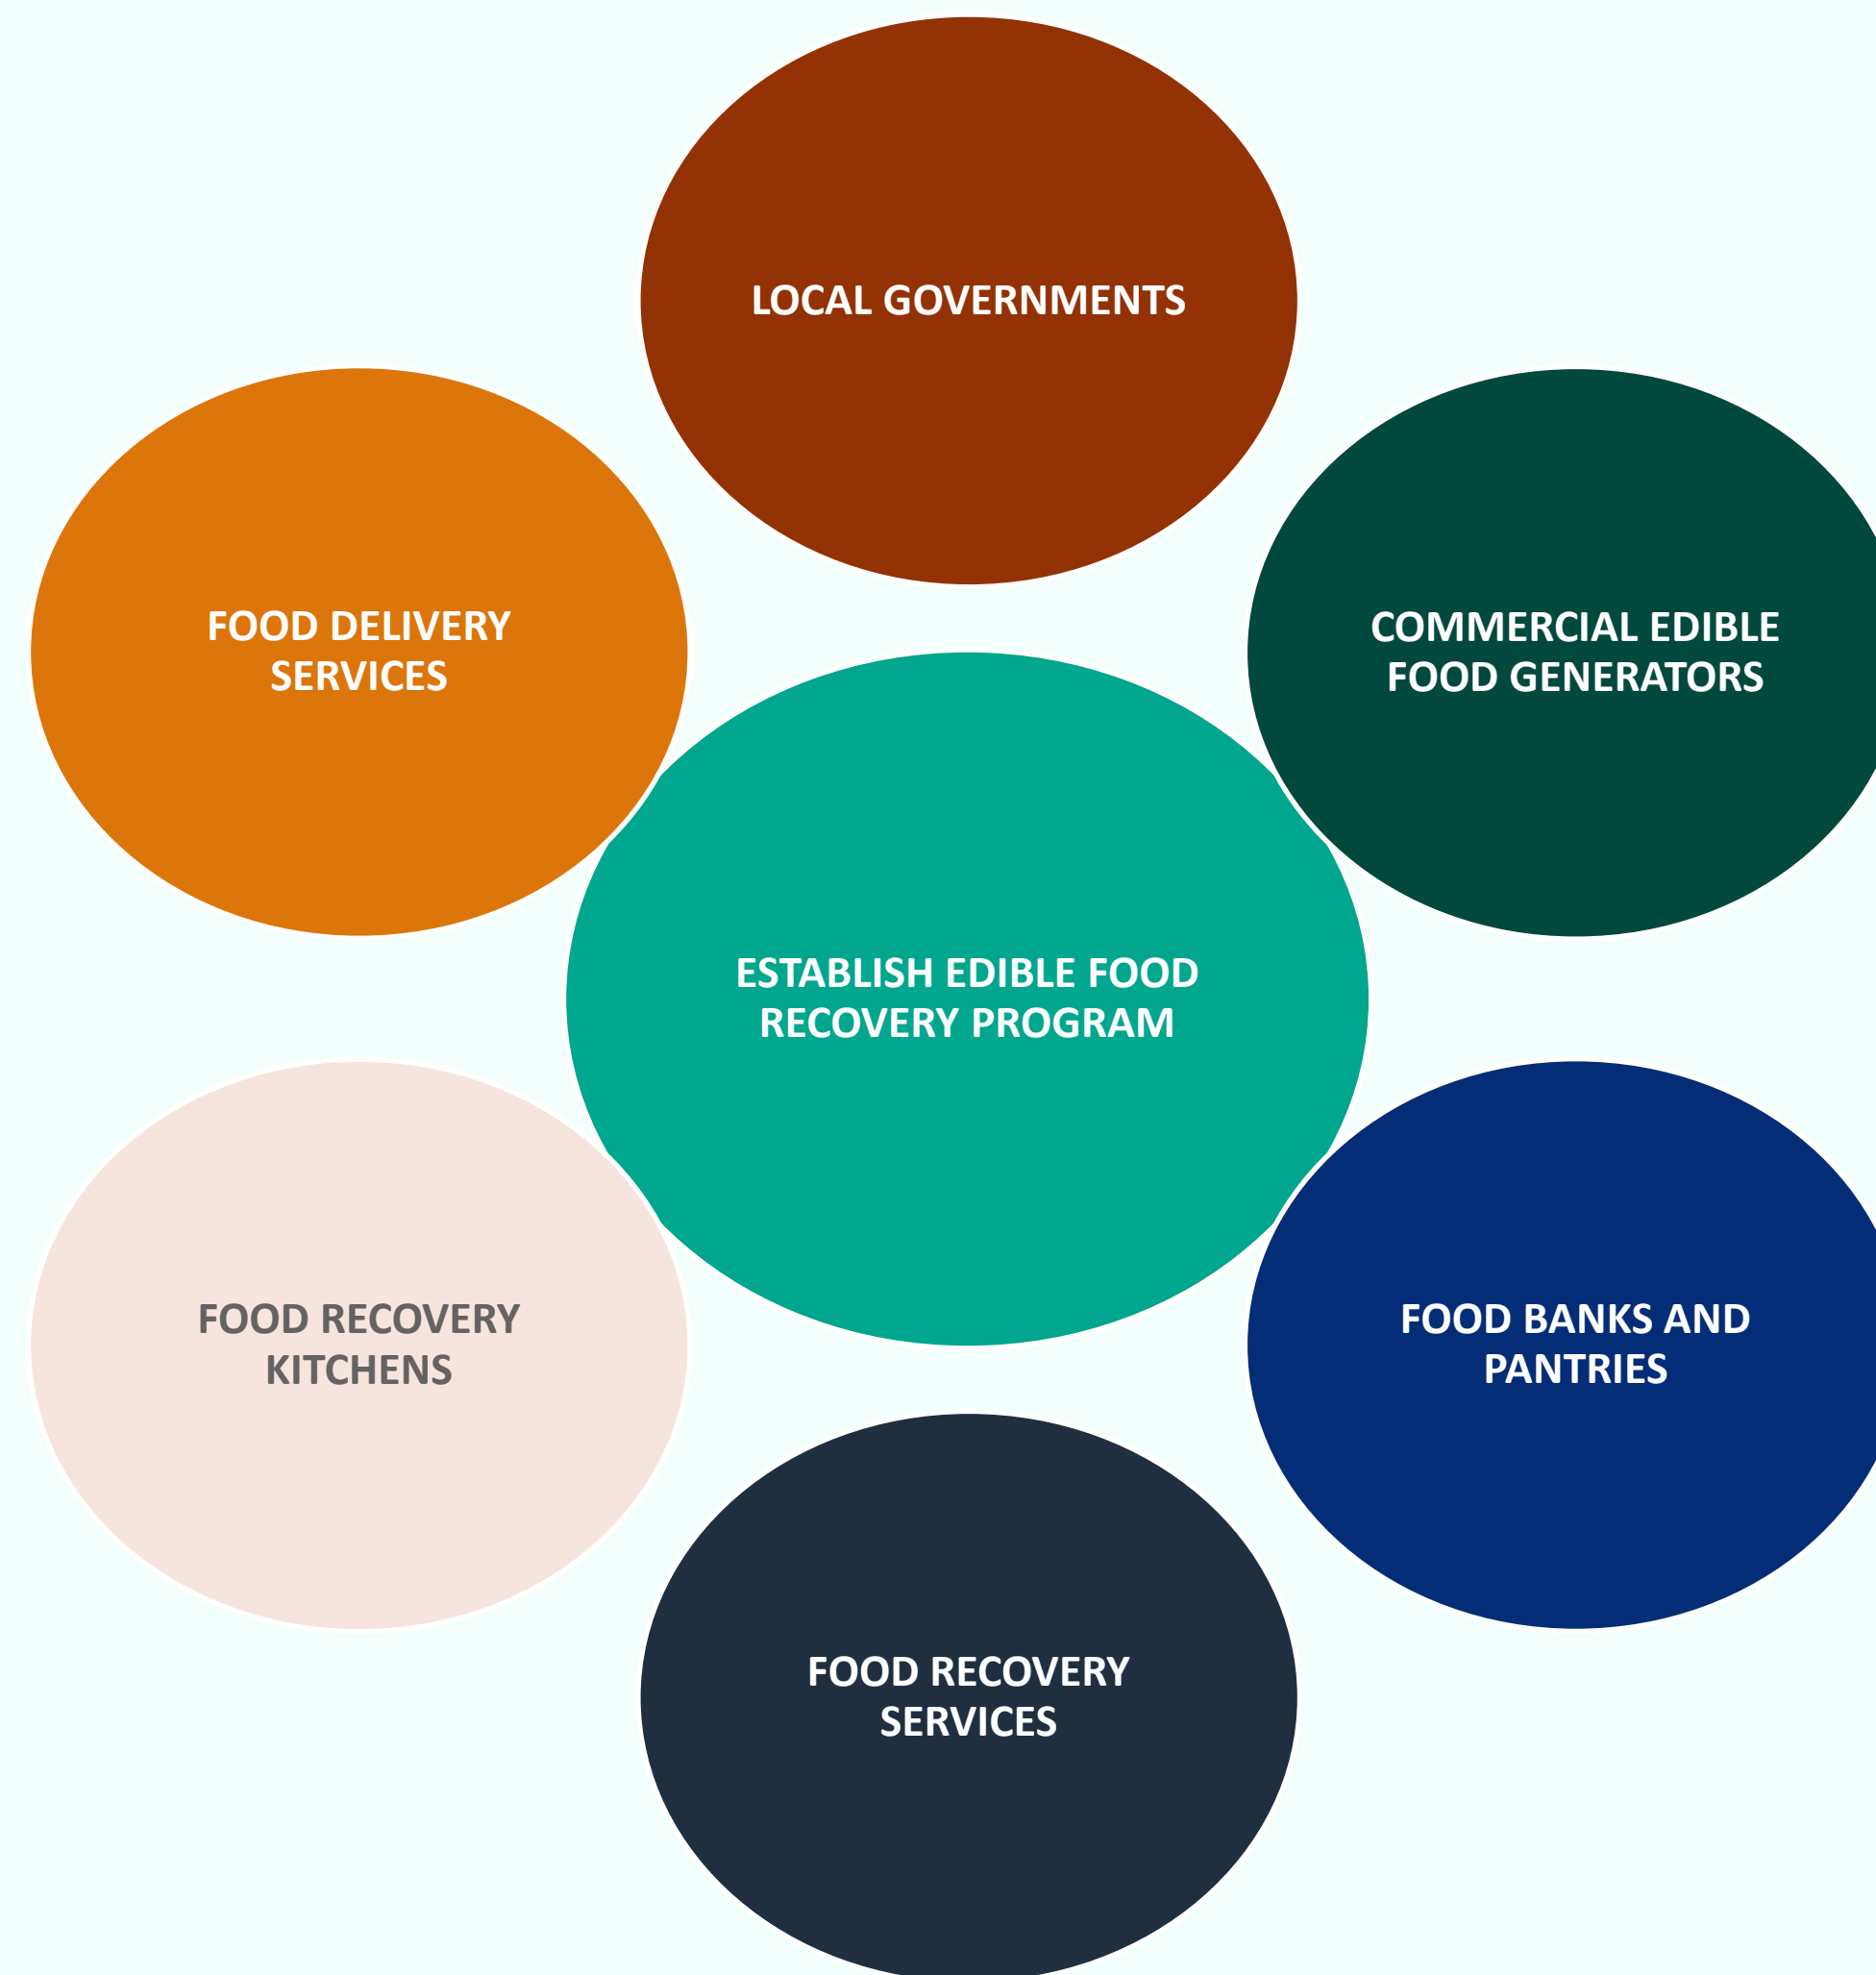 LOCAL GOVERNMENTS
FOOD DELIVERY
SERVICES
COMMERCIAL EDIBLE
FOOD GENERATORS
ESTABLISH EDIBLE FOOD
RECOVERY PROGRAM
FOOD RECOVERY
KITCHENS
FOOD BANKS AND
PANTRIES
FOOD RECOVERY
SERVICES